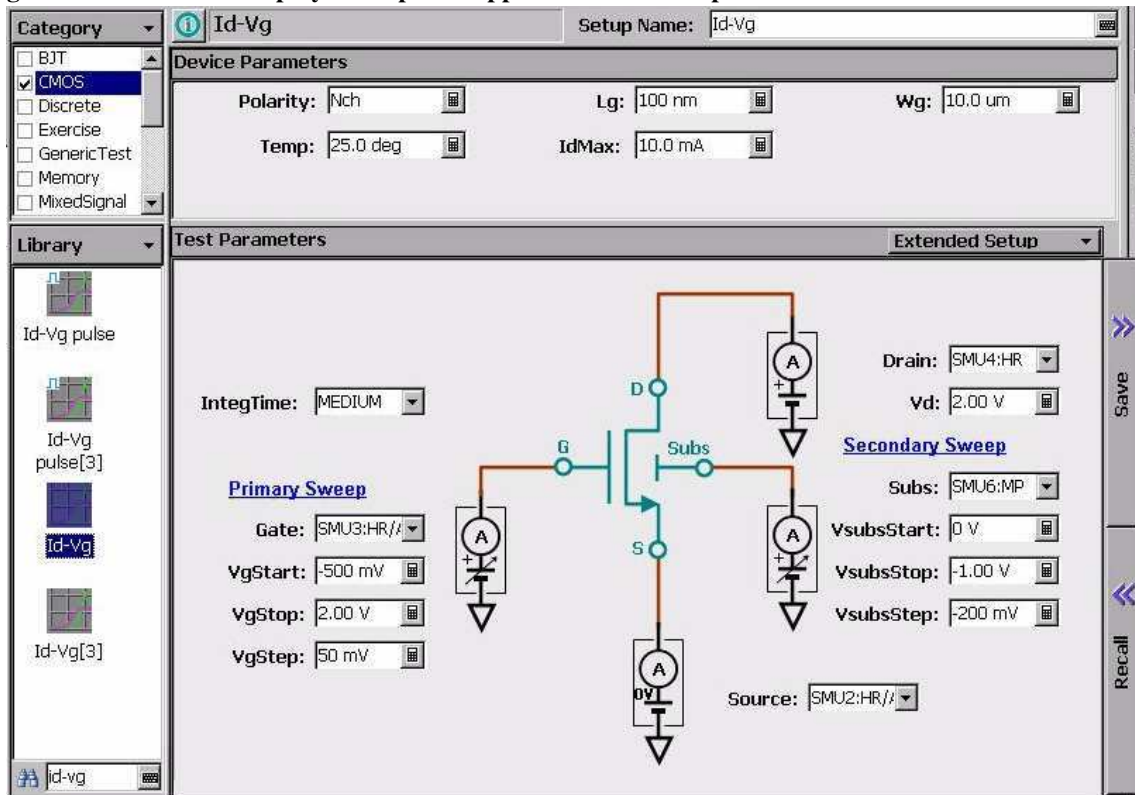 Category
Id-Vg
Setup Name: Id-Vg
BJT
CMOS
Discrete
Exercise
GenericTest
Memory
MixedSignal
Device Parameters
Polarity: Nch
Lg: 100 nm
Wg: 10.0 um
Temp: 25.0 deg
IdMax: 10.0 mA
Library
Id-Vg pulse
Id-Vg
pulse[3]
Id-Vg
Id-Vg[3]
id-vg
Test Parameters
Extended Setup
IntegTime: MEDIUM
Primary Sweep
Gate: SMU3:HR/
VgStart: -500 mV
VgStop: 2.00 V
VgStep: 50 mV
D
G
Subs
S
A
A
A
A
0V
Drain: SMU4:HR
Vd: 2.00 V
Secondary Sweep
Subs: SMU6:MP
VsubsStart: 0 V
VsubsStop: -1.00 V
VsubsStep: -200 mV
Source: SMU2:HR/
Save
Recall